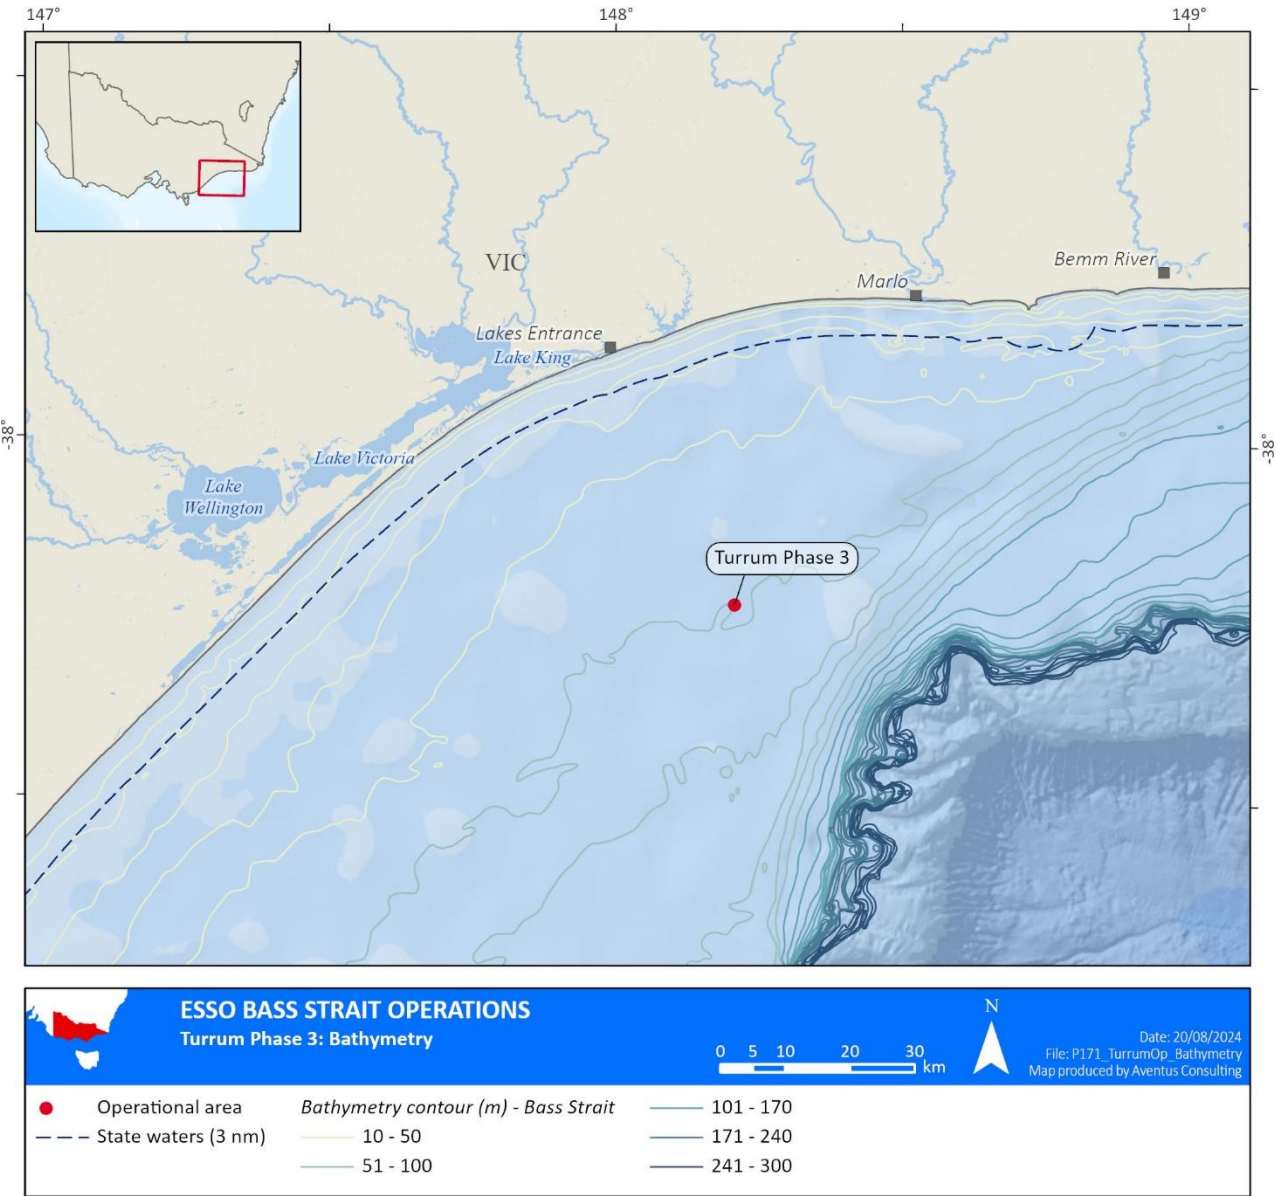 147°
148°
149°
VIC
Bemm River
Marlo
Lakes Entrance
Lake King
-38°
-38°
Lake Victoria
Lake
Wellington
Turrum Phase 3
ESSO BASS STRAIT OPERATIONS
Turrum Phase 3: Bathymetry
0 5 10 20 30
km
N
Date: 20/08/2024
File: P171_TurrumOp_Bathymetry
Map produced by Aventus Consulting
Operational area
State waters (3 nm)
Bathymetry contour (m) - Bass Strait
10 - 50
51 - 100
101 - 170
171 - 240
241 - 300